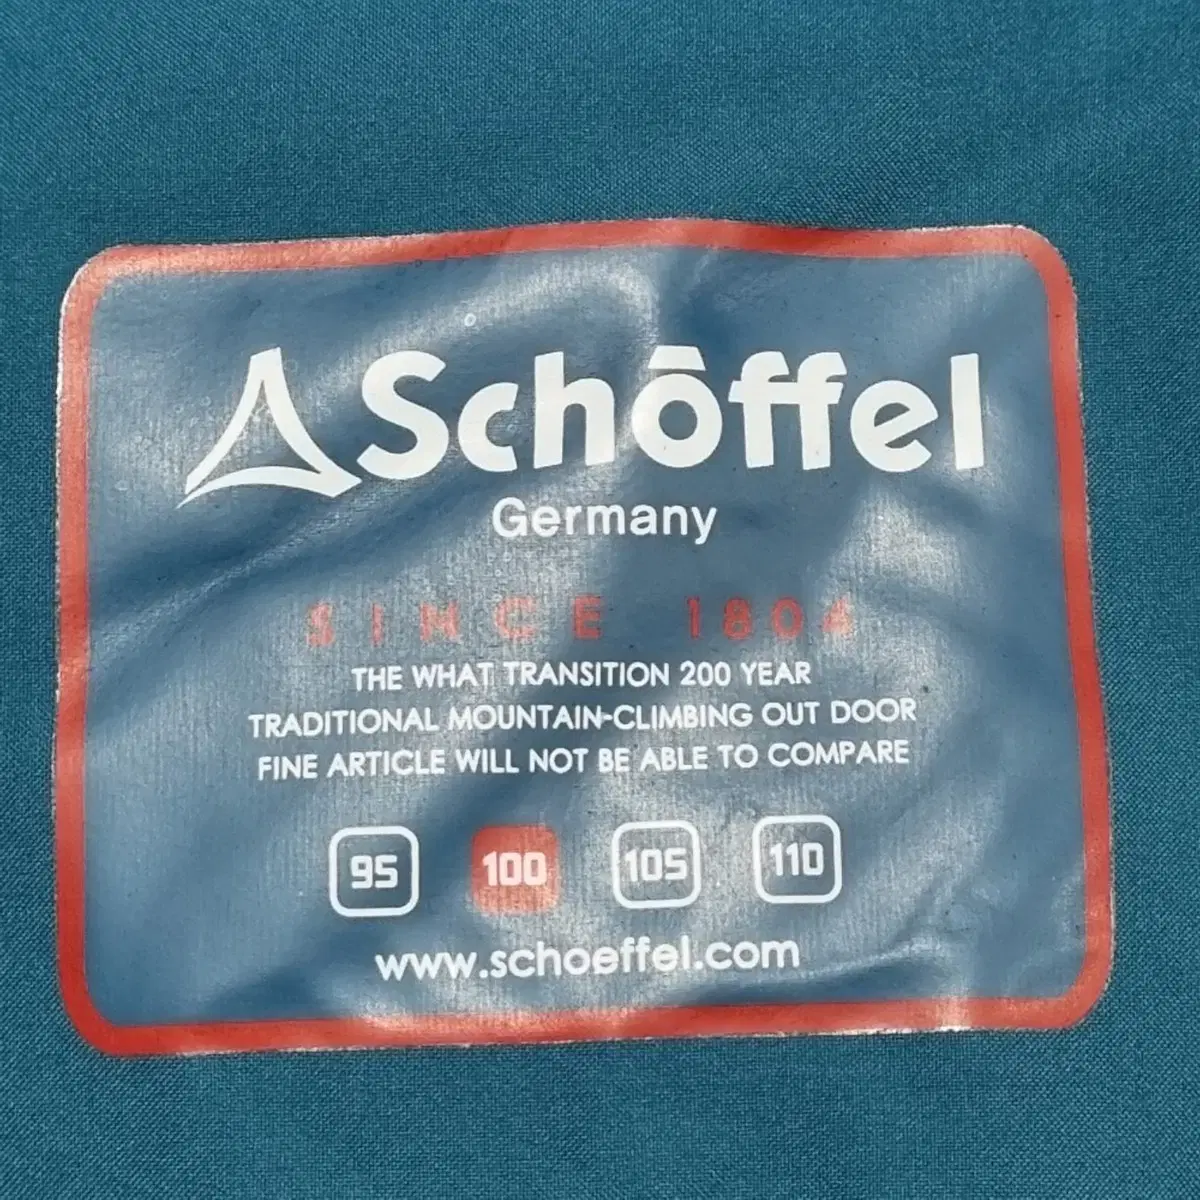 Schöffel
Germany
SINCE 1804
THE WHAT TRANSITION 200 YEAR
TRADITIONAL MOUNTAIN-CLIMBING OUT DOOR
FINE ARTICLE WILL NOT BE ABLE TO COMPARE
95 100 105 110
www.schoeffel.com